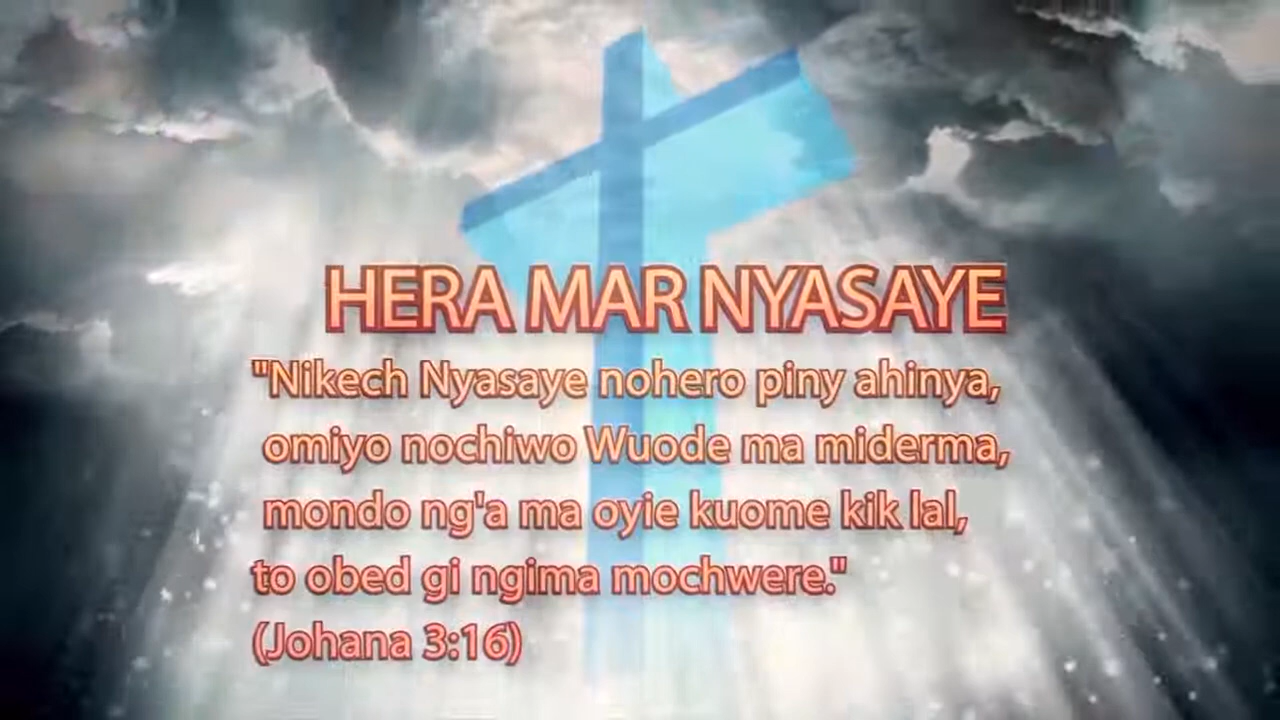 HERA MAR NYASAYE
"Nikech Nyasaye nohero piny ahinya,
omiyo nochiwo Wuode ma miderma,
mondo ng'a ma oyie kuome kik lal,
to obed gi ngima mochwere."
(Johana 3:16)